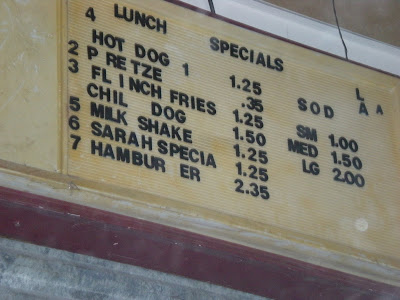 4 LUNCH SPECIALS
HOT DOG 1 1.25
2 PRETZE .35
3 FL INCH FRIES 1.25
CHIL DOG 1.50
5 MILK SHAKE 1.25
6 SARAH SPECIA 1.25
7 HAMBUR ER 2.35
L
SOD A A
SM 1.00
MED 1.50
LG 2.00